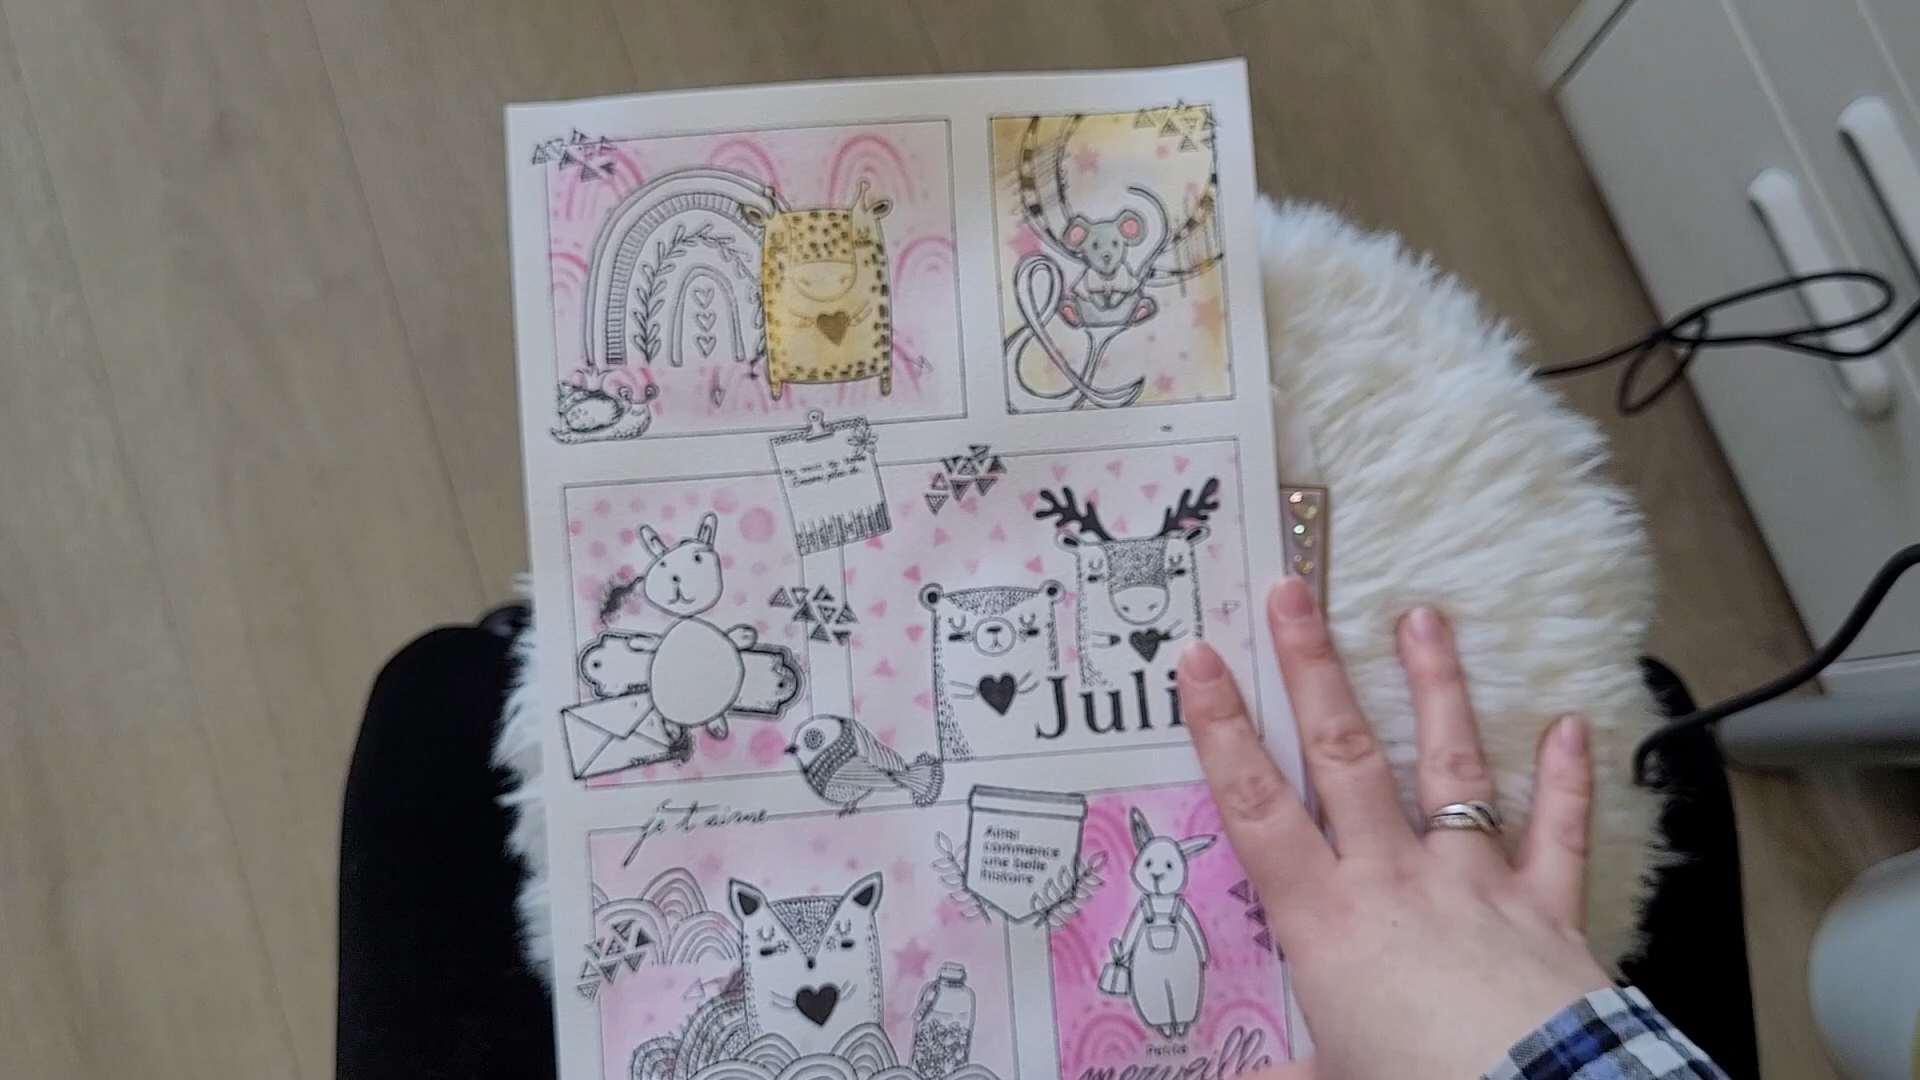 Juli
je t'aime
Ainsi
commence
une belle
histoire
Petite
merveille